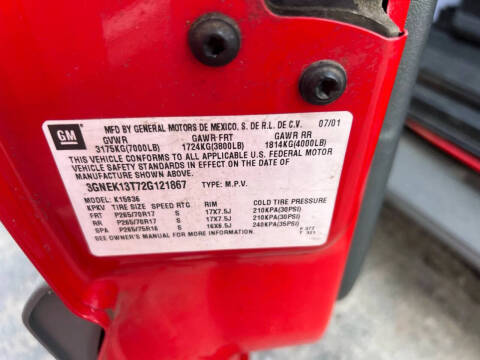 MFD BY GENERAL MOTORS DE MEXICO, S. DE R.L. DE C.V. 07/01
GM GVWR GAWR FRT GAWR RR
3175KG(7000LB) 1724KG(3800LB) 1814KG(4000LB)
THIS VEHICLE CONFORMS TO ALL APPLICABLE U.S. FEDERAL MOTOR
VEHICLE SAFETY STANDARDS IN EFFECT ON THE DATE OF
MANUFACTURE SHOWN ABOVE.
3GNEK13T72G121867 TYPE: M.P.V.
MODEL: K15936
KPKV TIRE SIZE SPEED RTG. RIM COLD TIRE PRESSURE
FRT P265/70R17 S 17X7.5J 210KPA(30PSI)
RR P265/70R17 S 17X7.5J 210KPA(30PSI)
SPA P265/75R16 S 16X6.5J 240KPA(35PSI)
SEE OWNER'S MANUAL FOR MORE INFORMATION